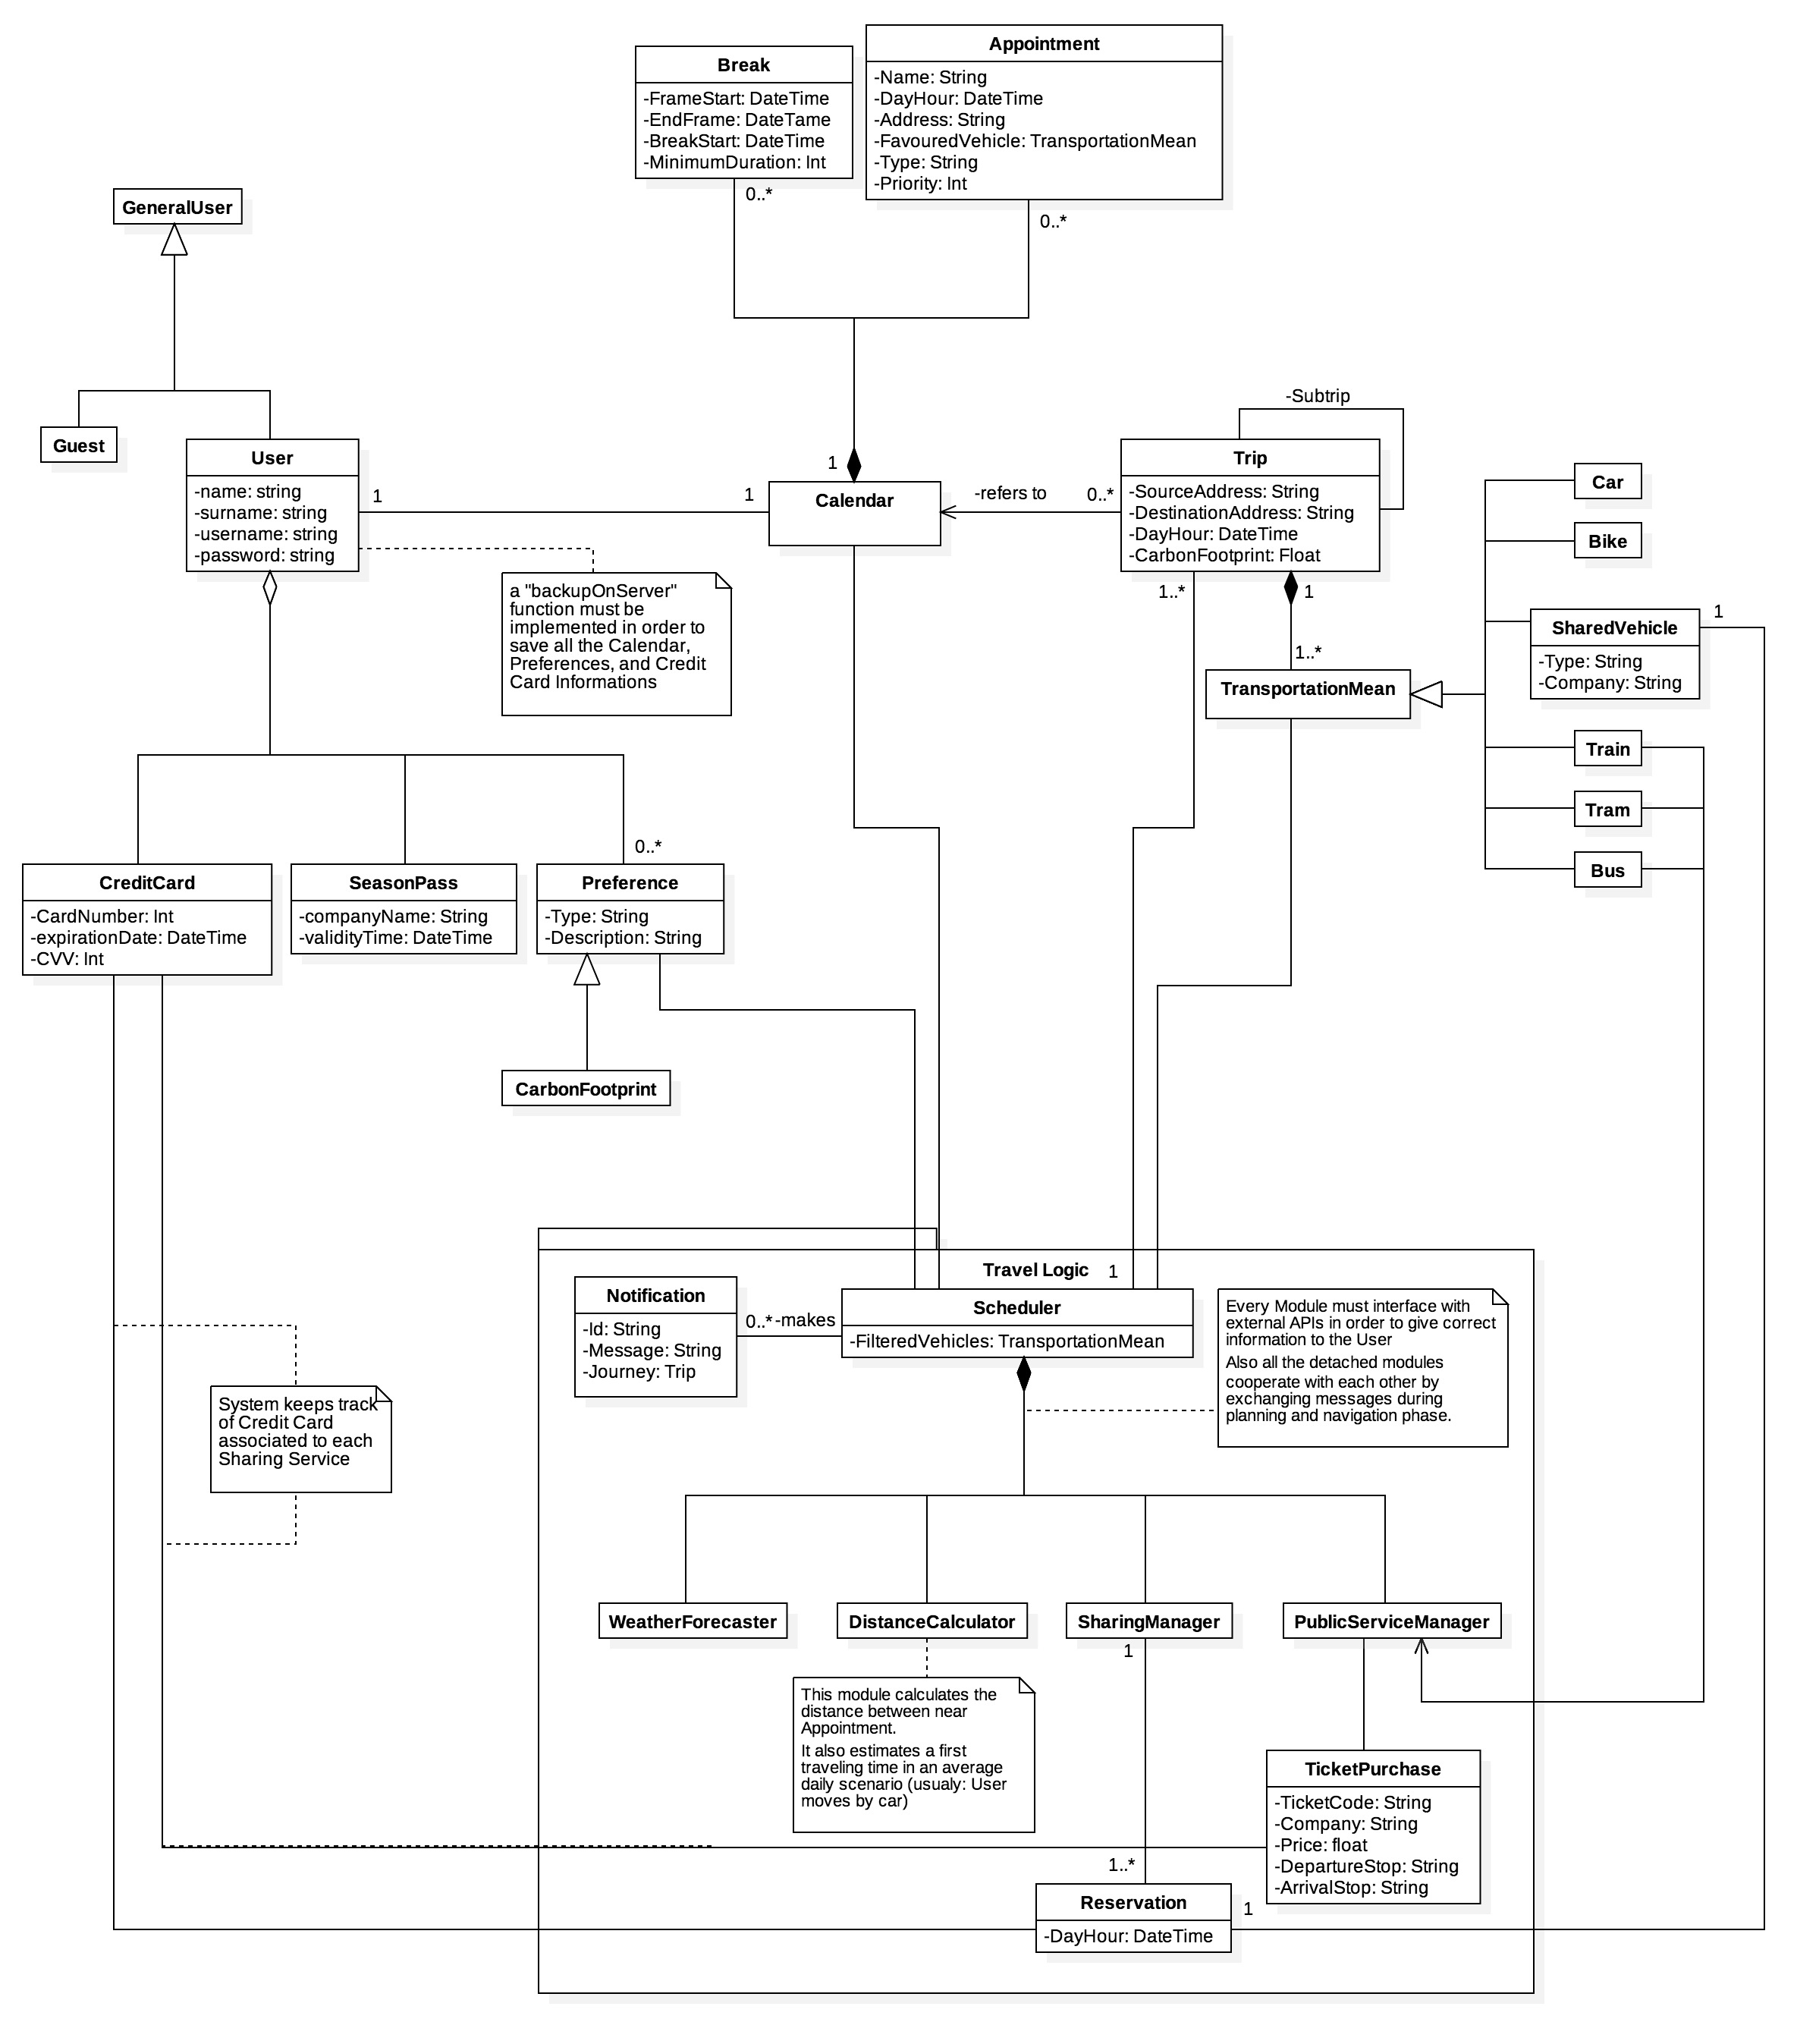 Break
-FrameStart: DateTime
-EndFrame: DateTame
-BreakStart: DateTime
-MinimumDuration: Int
0..*
Appointment
-Name: String
-DayHour: DateTime
-Address: String
-FavouredVehicle: TransportationMean
-Type: String
-Priority: Int
0..*
GeneralUser
Guest
User
-name: string
-surname: string
-username: string
-password: string
1
1
1
Calendar
-refers to
0..*
-Subtrip
Trip
-SourceAddress: String
-DestinationAddress: String
-DayHour: DateTime
-CarbonFootprint: Float
1..*
1
1..*
TransportationMean
Car
Bike
SharedVehicle
-Type: String
-Company: String
1
Train
Tram
Bus
a "backupOnServer"
function must be
implemented in order to
save all the Calendar,
Preferences, and Credit
Card Informations
CreditCard
-CardNumber: Int
-expirationDate: DateTime
-CVV: Int
SeasonPass
-companyName: String
-validityTime: DateTime
0..*
Preference
-Type: String
-Description: String
CarbonFootprint
Travel Logic
1
Notification
-Id: String
-Message: String
-Journey: Trip
0..*
-makes
Scheduler
-FilteredVehicles: TransportationMean
Every Module must interface with
external APIs in order to give correct
information to the User
Also all the detached modules
cooperate with each other by
exchanging messages during
planning and navigation phase.
System keeps track
of Credit Card
associated to each
Sharing Service
WeatherForecaster
DistanceCalculator
SharingManager
PublicServiceManager
1
This module calculates the
distance between near
Appointment.
It also estimates a first
traveling time in an average
daily scenario (usualy: User
moves by car)
TicketPurchase
-TicketCode: String
-Company: String
-Price: float
-DepartureStop: String
-ArrivalStop: String
1..*
Reservation
-DayHour: DateTime
1